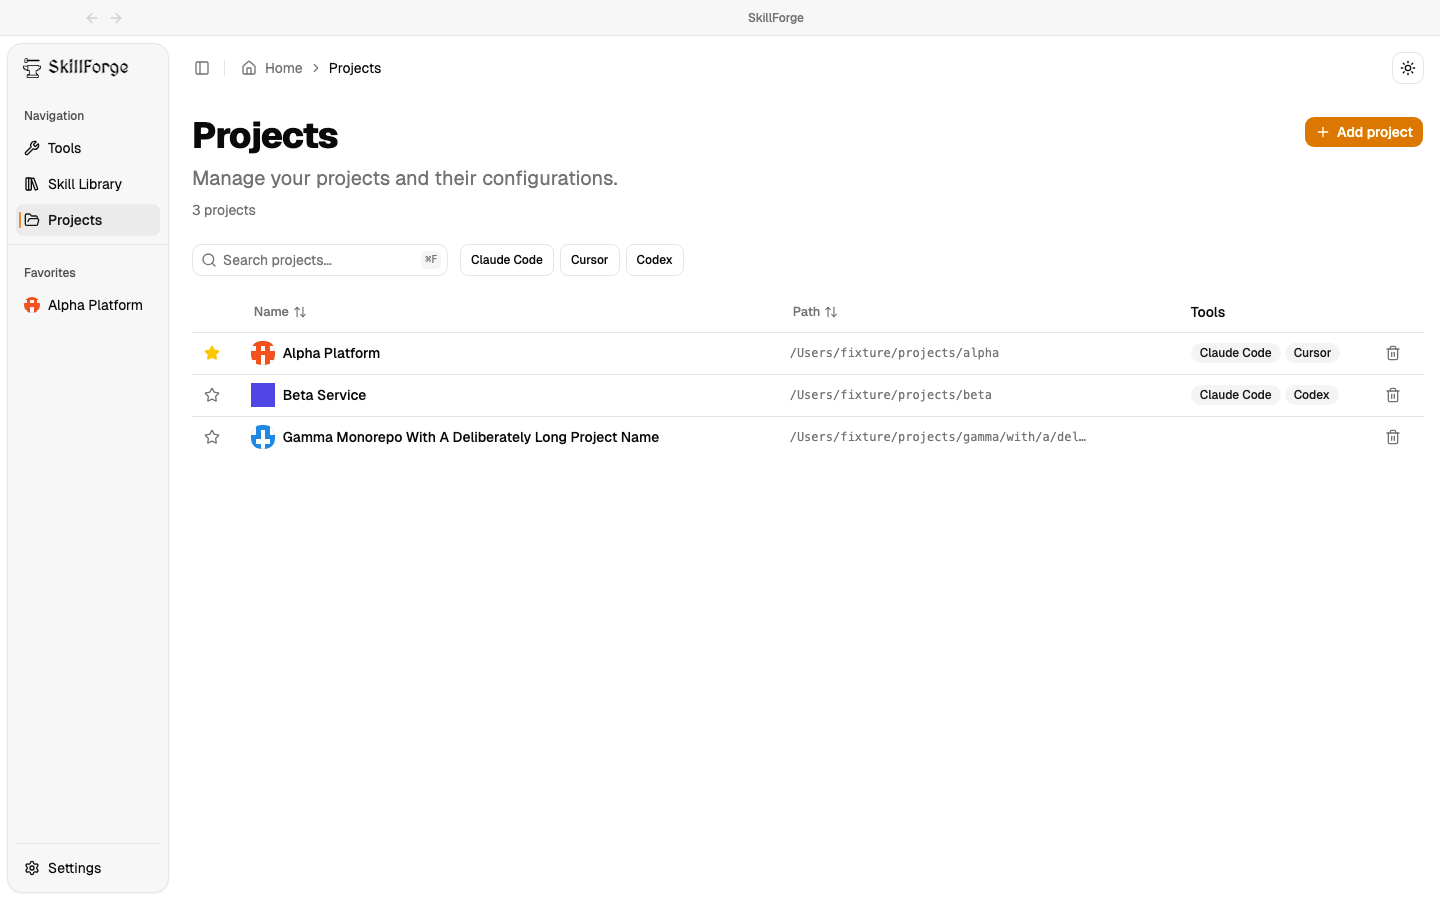 SkillForge
SkillForge
Home
Projects
Navigation
Tools
Skill Library
Projects
Favorites
Alpha Platform
Settings
Projects
Add project
Manage your projects and their configurations.
3 projects
Search projects...
⌘F
Claude Code
Cursor
Codex
Name
Path
Tools
Alpha Platform
/Users/fixture/projects/alpha
Claude Code
Cursor
Beta Service
/Users/fixture/projects/beta
Claude Code
Codex
Gamma Monorepo With A Deliberately Long Project Name
/Users/fixture/projects/gamma/with/a/del…